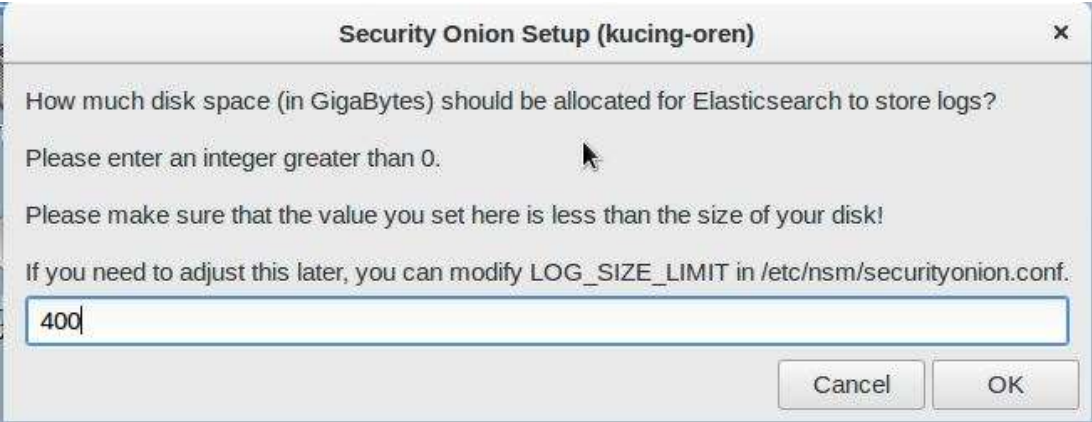 Security Onion Setup (kucing-oren)
How much disk space (in GigaBytes) should be allocated for Elasticsearch to store logs?
Please enter an integer greater than 0.
Please make sure that the value you set here is less than the size of your disk!
If you need to adjust this later, you can modify LOG_SIZE_LIMIT in /etc/nsm/securityonion.conf.
400
Cancel OK